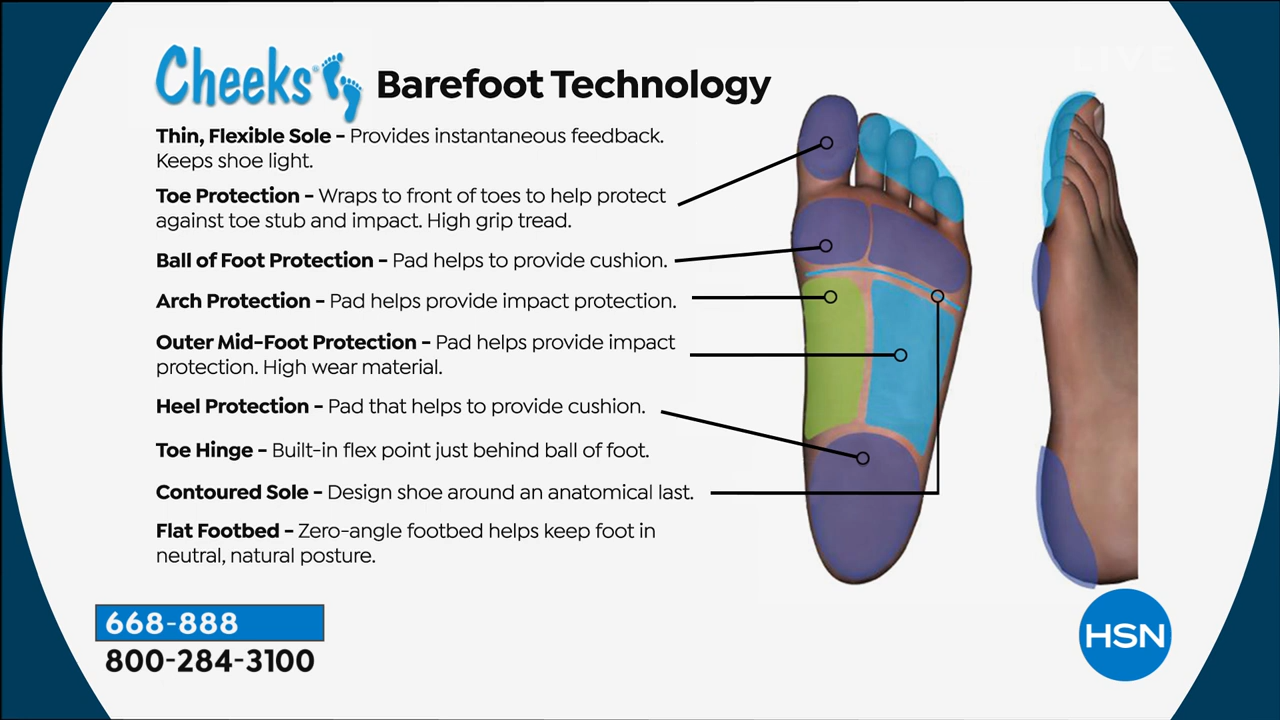 LIVE
Cheeks® Barefoot Technology
Thin, Flexible Sole – Provides instantaneous feedback.
Keeps shoe light.
Toe Protection – Wraps to front of toes to help protect
against toe stub and impact. High grip tread.
Ball of Foot Protection – Pad helps to provide cushion.
Arch Protection – Pad helps provide impact protection.
Outer Mid-Foot Protection – Pad helps provide impact
protection. High wear material.
Heel Protection – Pad that helps to provide cushion.
Toe Hinge – Built-in flex point just behind ball of foot.
Contoured Sole – Design shoe around an anatomical last.
Flat Footbed – Zero-angle footbed helps keep foot in
neutral, natural posture.
668-888
800-284-3100
HSN